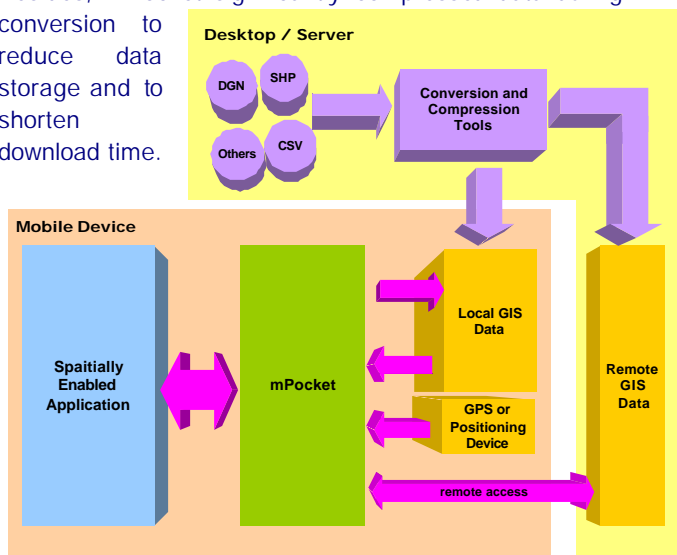 conversion to
reduce data
storage and to
shorten
download time.
Desktop / Server
DGN
SHP
Others
CSV
Conversion and
Compression
Tools
Mobile Device
Spaitially
Enabled
Application
mPocket
Local GIS
Data
GPS or
Positioning
Device
Remote
GIS
Data
remote access